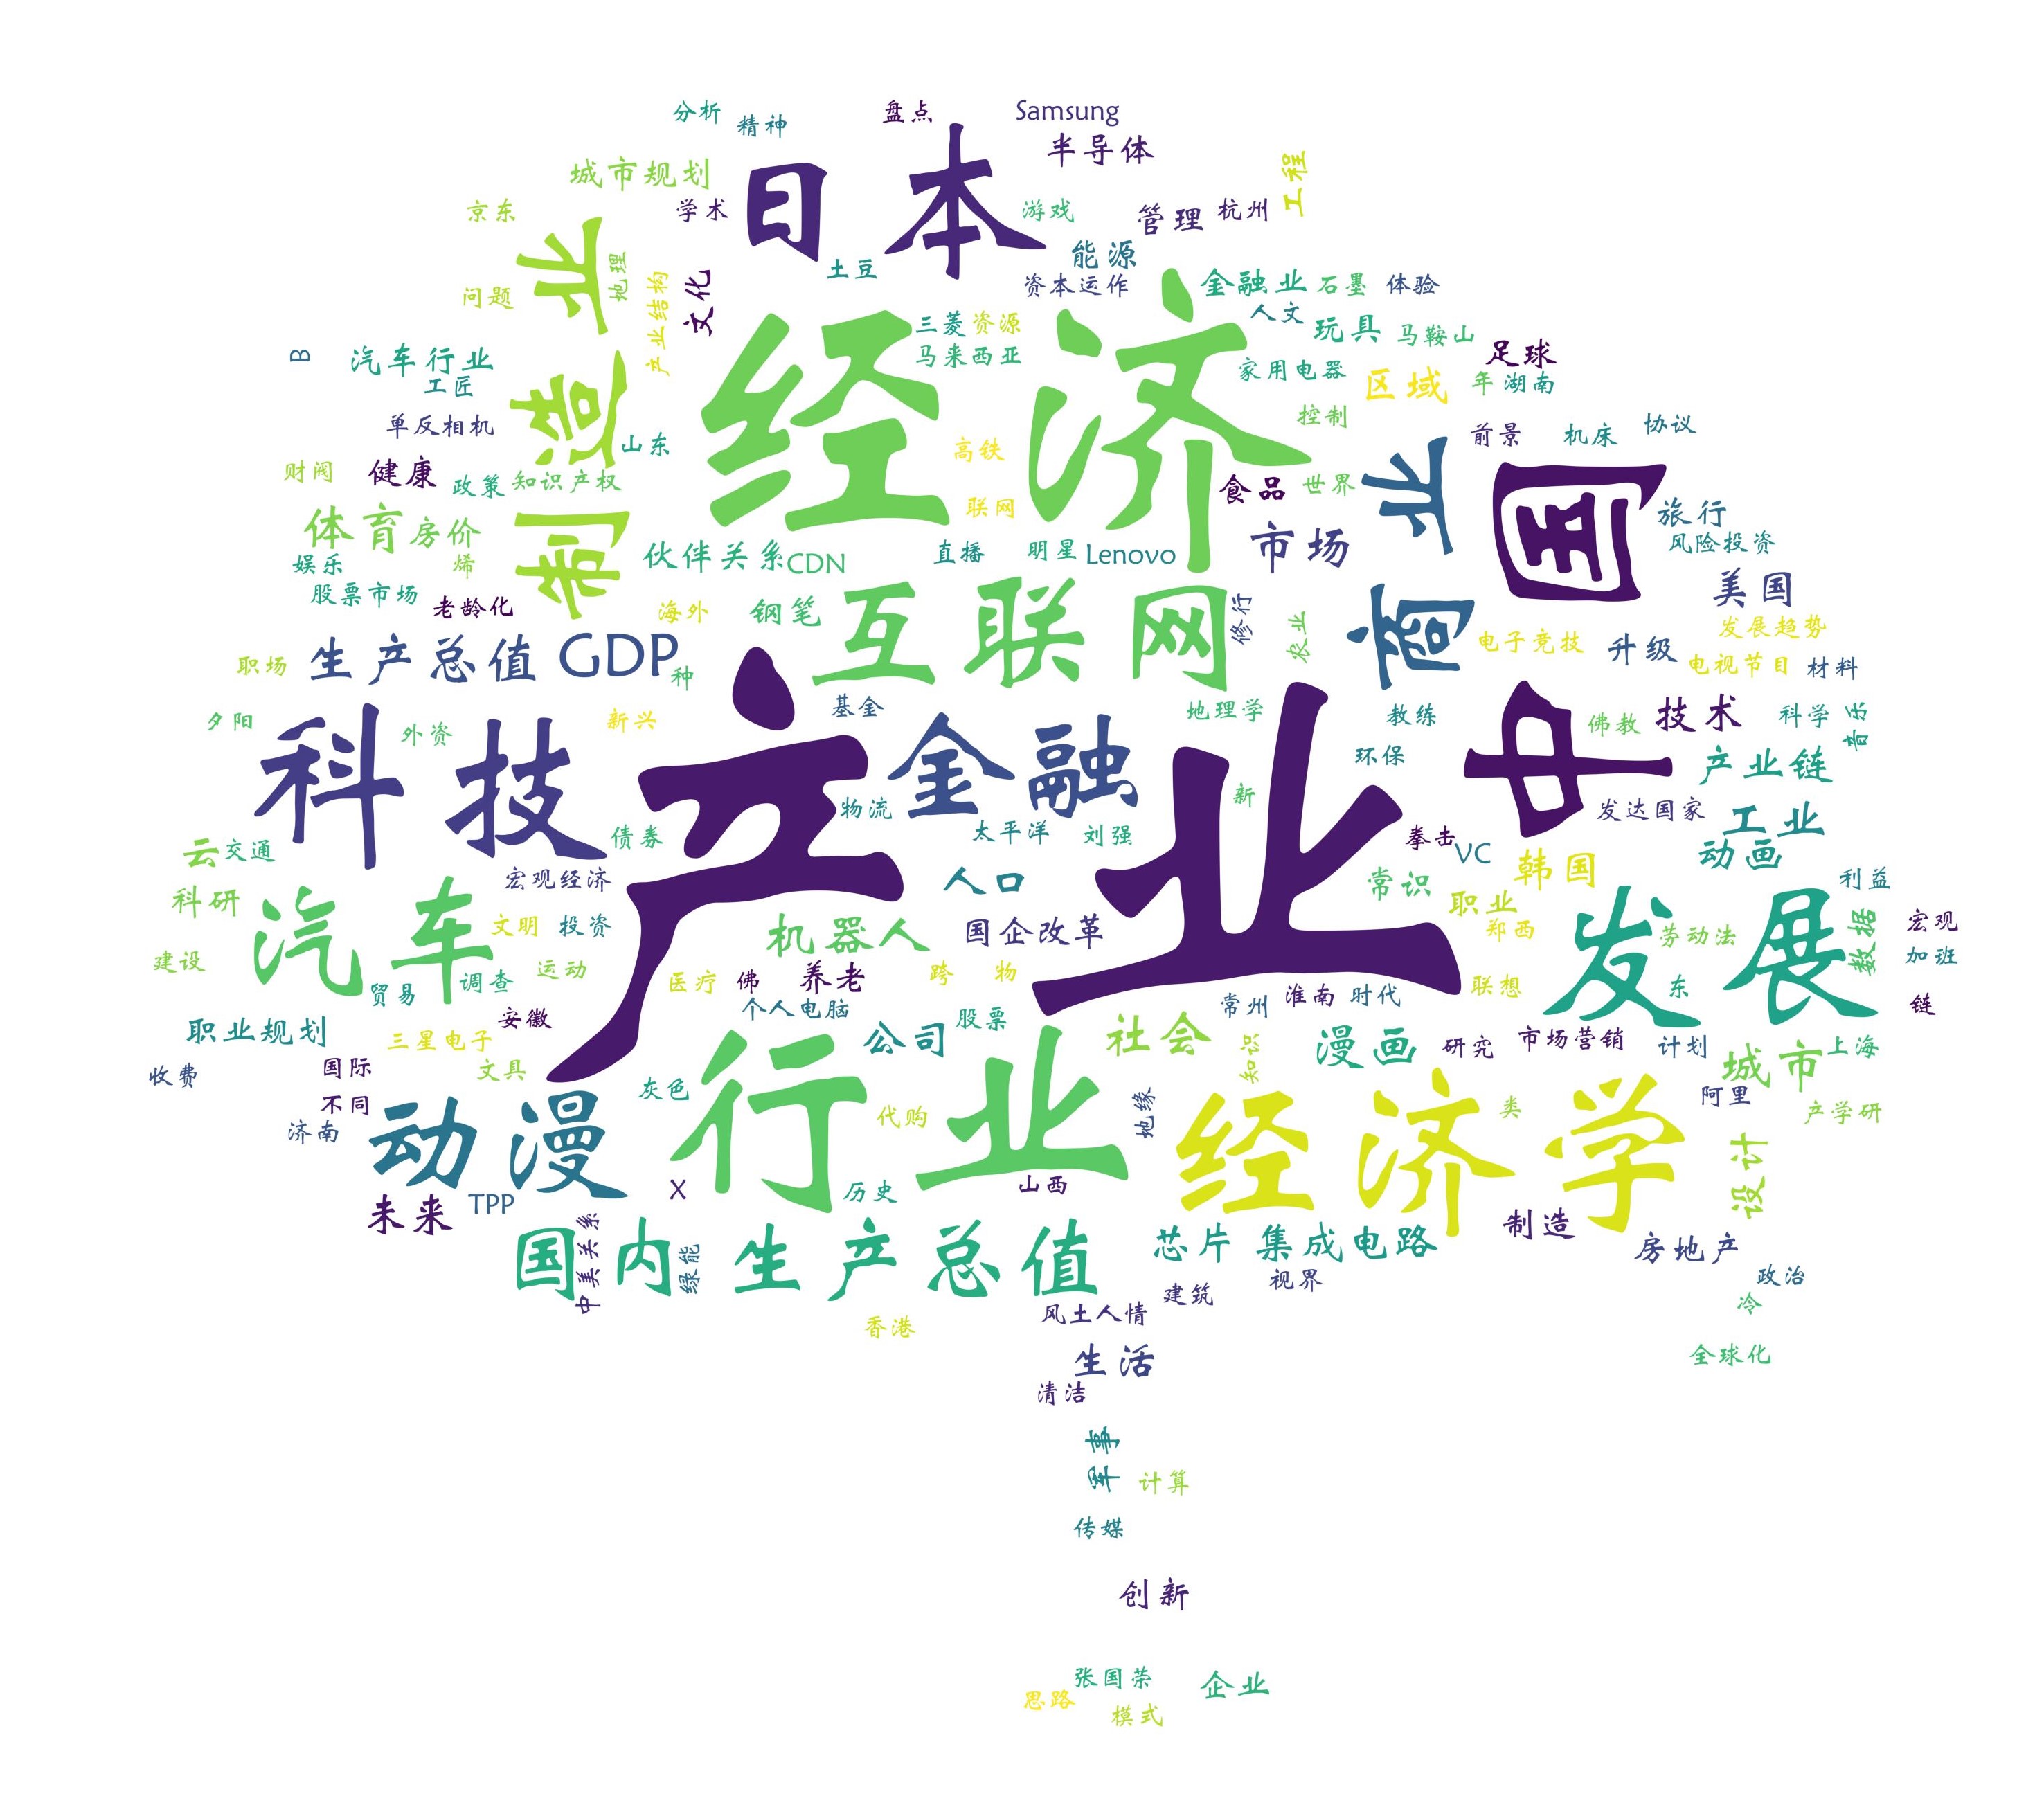 分析
精神
盘点
Samsung
半导体
城市规划
工程
京东
学术
日本
游戏
管理
杭州
地理
文化
土豆
能源
资本运作
金融业
石墨
体验
问题
产业结构
制造业
经济
三菱
资源
人文
玩具
马鞍山
B
汽车行业
马来西亚
足球
工匠
家用电器
区域
年
湖南
单反相机
山东
高铁
控制
前景
机床
协议
财阀
健康
政策
知识产权
食品
世界
商业
中国
体育
房价
联网
旅行
娱乐
烯
伙伴关系
CDN
直播
明星
Lenovo
市场
风险投资
股票市场
老龄化
海外
钢笔
互联网
修行
农业
美国
职场
生产总值
GDP
种
电子竞技
升级
发展趋势
电视节目
材料
夕阳
外资
新兴
基金
地理学
教练
佛教
技术
科学
音乐
科技
产业
金融
环保
产业链
物流
新
发达国家
债券
太平洋
刘强
拳击
VC
工业
云
交通
动画
宏观经济
人口
常识
韩国
利益
科研
汽车
文明
投资
机器人
国企改革
职业
郑西
发展
劳动法
数据
宏观
建设
贸易
调查
运动
医疗
佛
养老
跨
物
加班
安徽
个人电脑
常州
淮南
时代
联想
东
链
职业规划
三星电子
公司
股票
社会
知识
漫画
研究
市场营销
计划
城市
上海
收费
国际
文具
灰色
行业
不同
济南
动漫
代购
地缘
经济学
类
阿里
产学研
未来
TPP
X
历史
山西
设计
国内生产总值
中美关系
绿能
芯片
集成电路
制造
房地产
建筑
视界
政治
香港
风土人情
冷
生活
全球化
清洁
军事
计算
传媒
创新
张国荣
企业
思路
模式